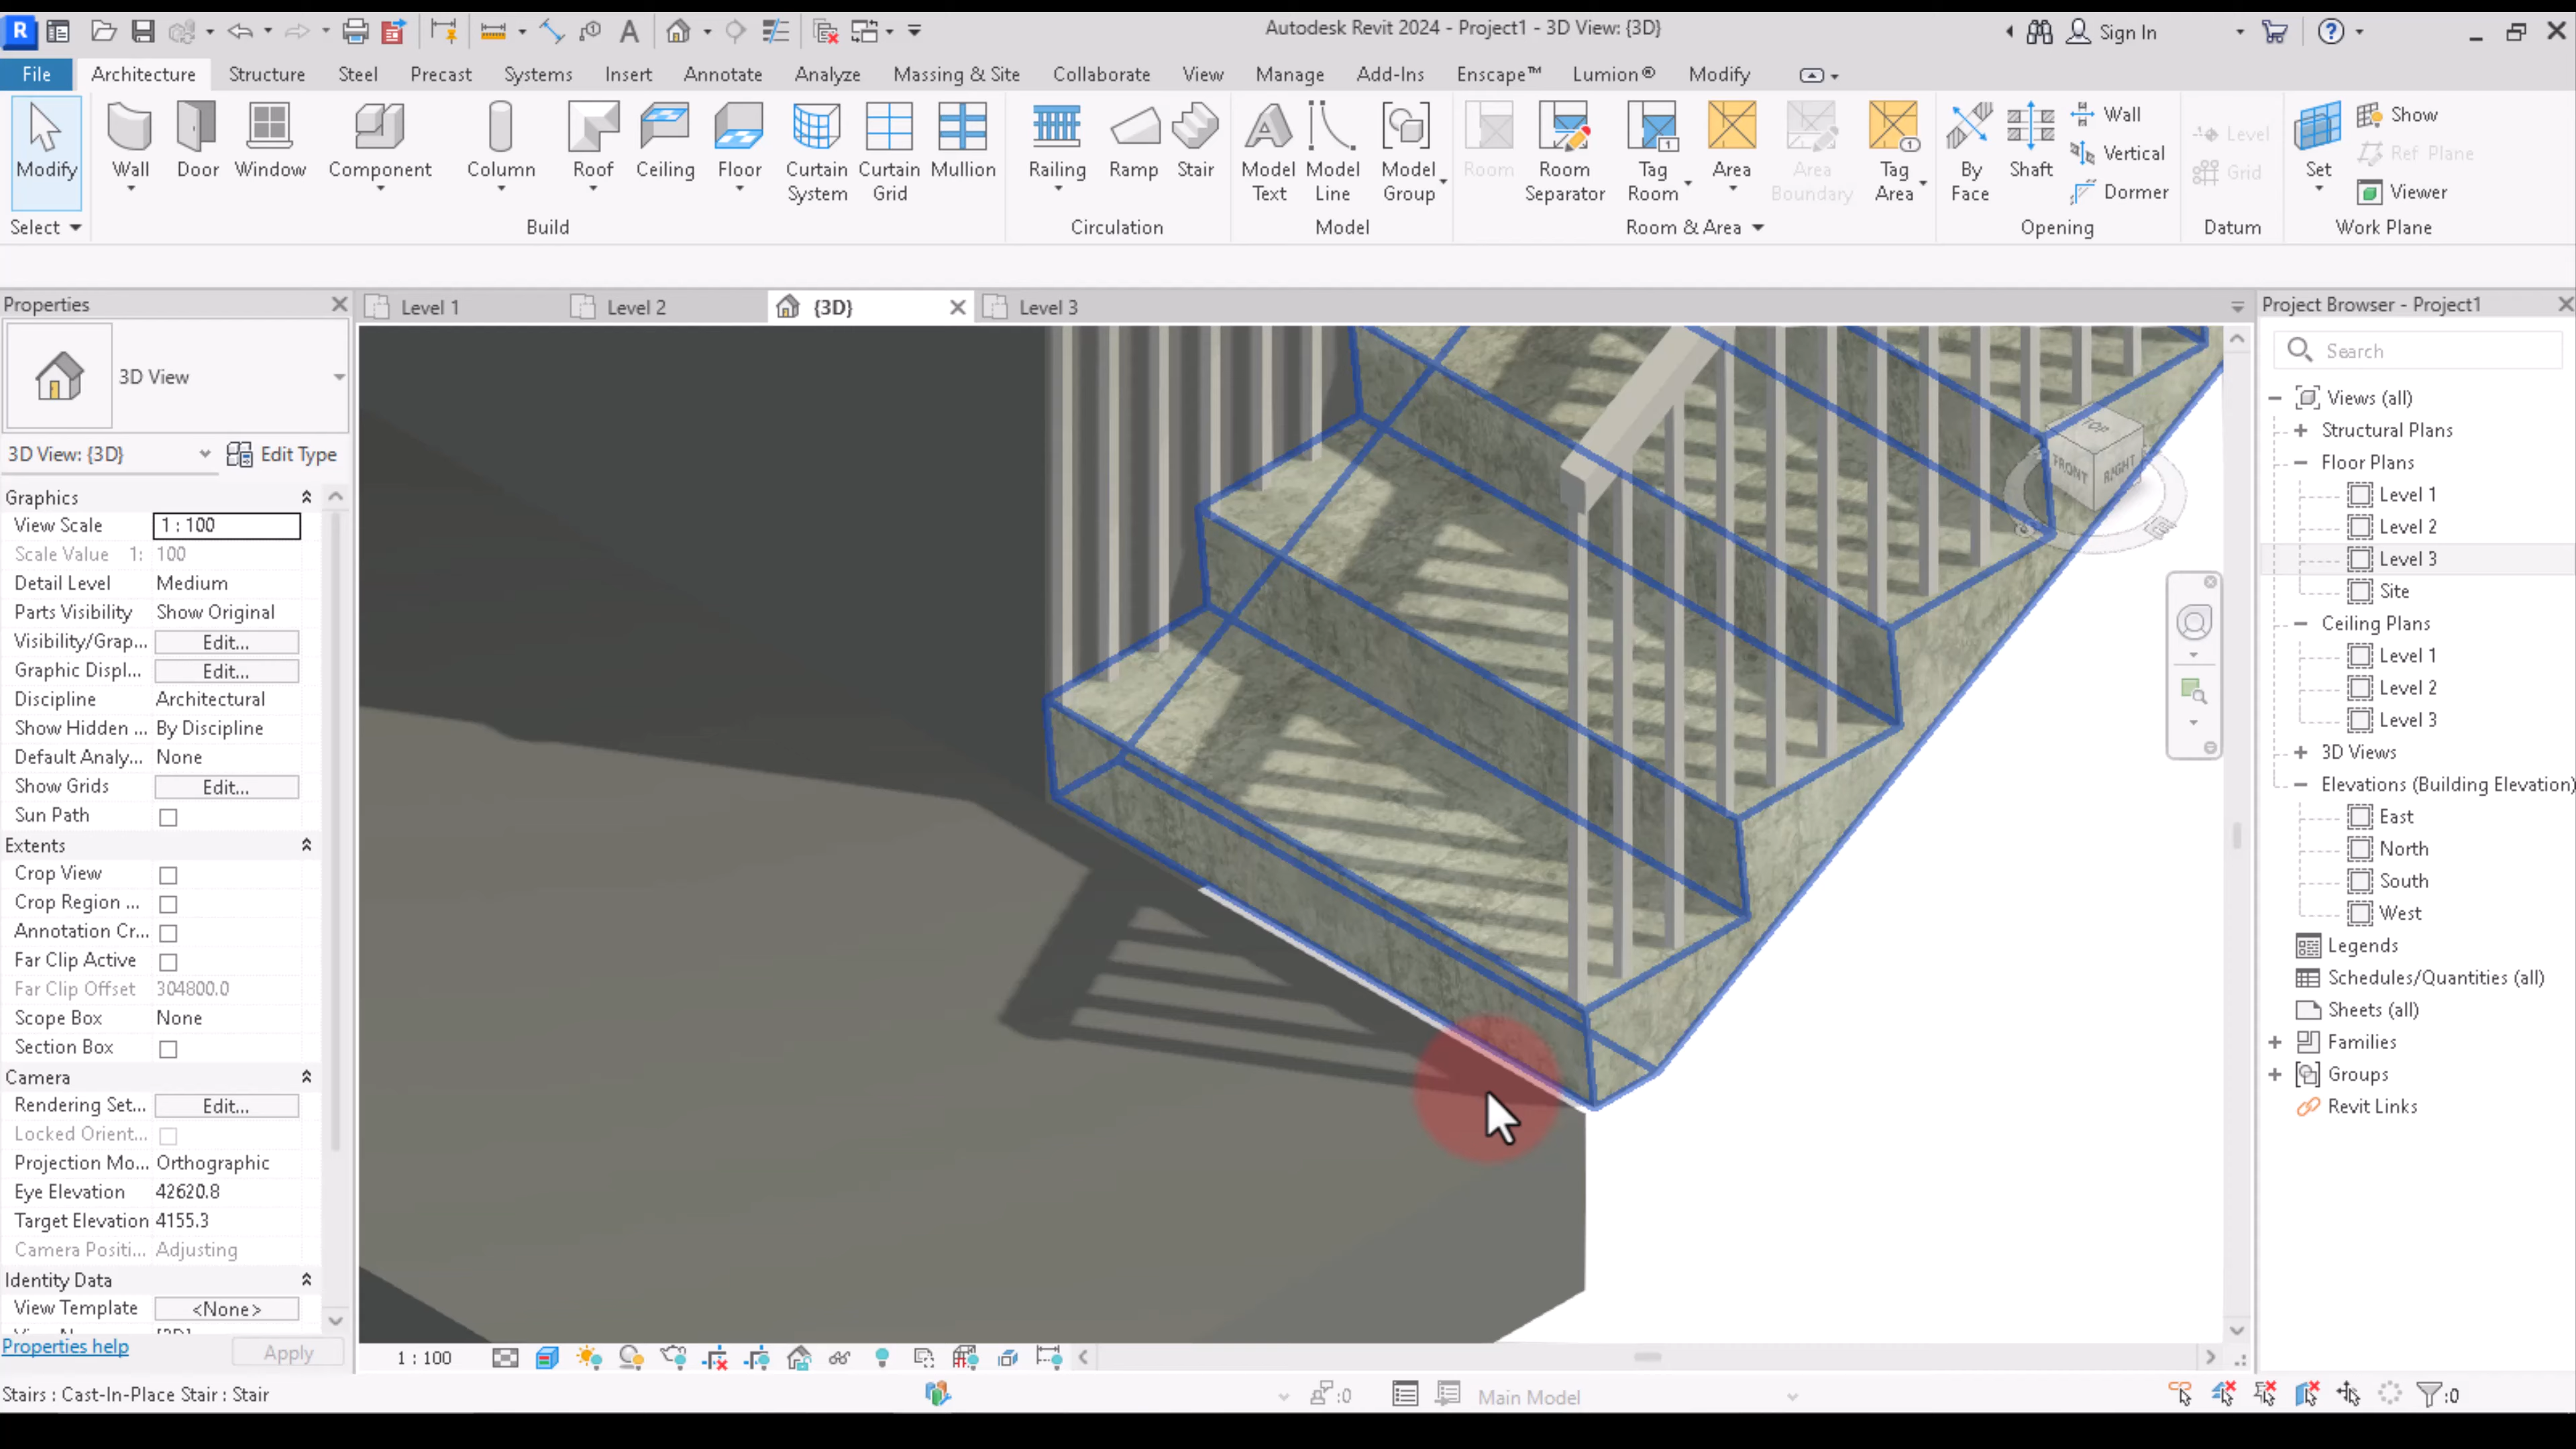 R
Autodesk Revit 2024 - Project1 - 3D View: {3D}
Sign In
File Architecture Structure Steel Precast Systems Insert Annotate Analyze Massing & Site Collaborate View Manage Add-Ins Enscape™ Lumion® Modify
Modify Wall Door Window Component Column Roof Ceiling Floor Curtain System Curtain Grid Mullion Railing Ramp Stair Model Text Model Line Model Group Room Room Separator Tag Room Area Area Boundary Tag Area By Face Shaft Wall Vertical Dormer Level Grid Set Show Ref Plane Viewer
Select Build Circulation Model Room & Area Opening Datum Work Plane
Properties
Level 1 Level 2 {3D} Level 3
Project Browser - Project1
3D View
Search
3D View: {3D} Edit Type
Graphics
View Scale 1 : 100
Scale Value 1: 100
Detail Level Medium
Parts Visibility Show Original
Visibility/Grap... Edit...
Graphic Displ... Edit...
Discipline Architectural
Show Hidden ... By Discipline
Default Analy... None
Show Grids Edit...
Sun Path
Extents
Crop View
Crop Region ...
Annotation Cr...
Far Clip Active
Far Clip Offset 304800.0
Scope Box None
Section Box
Camera
Rendering Set... Edit...
Locked Orient...
Projection Mo... Orthographic
Eye Elevation 42620.8
Target Elevation 4155.3
Camera Positi... Adjusting
Identity Data
View Template <None>
Properties help Apply
TOP
FRONT RIGHT
Views (all)
Structural Plans
Floor Plans
Level 1
Level 2
Level 3
Site
Ceiling Plans
Level 1
Level 2
Level 3
3D Views
Elevations (Building Elevation)
East
North
South
West
Legends
Schedules/Quantities (all)
Sheets (all)
Families
Groups
Revit Links
1 : 100
Stairs : Cast-In-Place Stair : Stair
:0
Main Model
:0